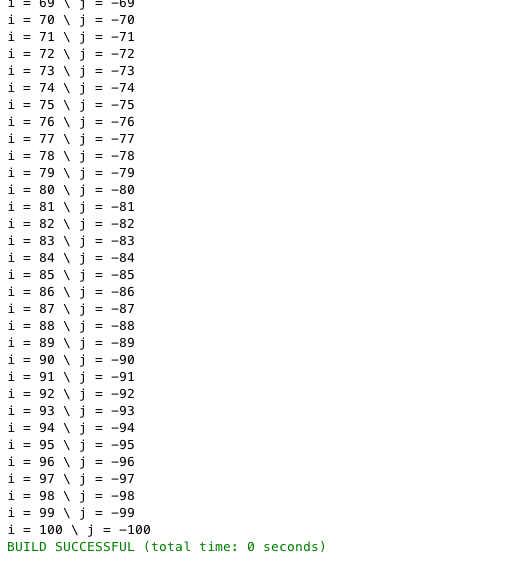 i = 69 \ j = -69
i = 70 \ j = -70
i = 71 \ j = -71
i = 72 \ j = -72
i = 73 \ j = -73
i = 74 \ j = -74
i = 75 \ j = -75
i = 76 \ j = -76
i = 77 \ j = -77
i = 78 \ j = -78
i = 79 \ j = -79
i = 80 \ j = -80
i = 81 \ j = -81
i = 82 \ j = -82
i = 83 \ j = -83
i = 84 \ j = -84
i = 85 \ j = -85
i = 86 \ j = -86
i = 87 \ j = -87
i = 88 \ j = -88
i = 89 \ j = -89
i = 90 \ j = -90
i = 91 \ j = -91
i = 92 \ j = -92
i = 93 \ j = -93
i = 94 \ j = -94
i = 95 \ j = -95
i = 96 \ j = -96
i = 97 \ j = -97
i = 98 \ j = -98
i = 99 \ j = -99
i = 100 \ j = -100
BUILD SUCCESSFUL (total time: 0 seconds)